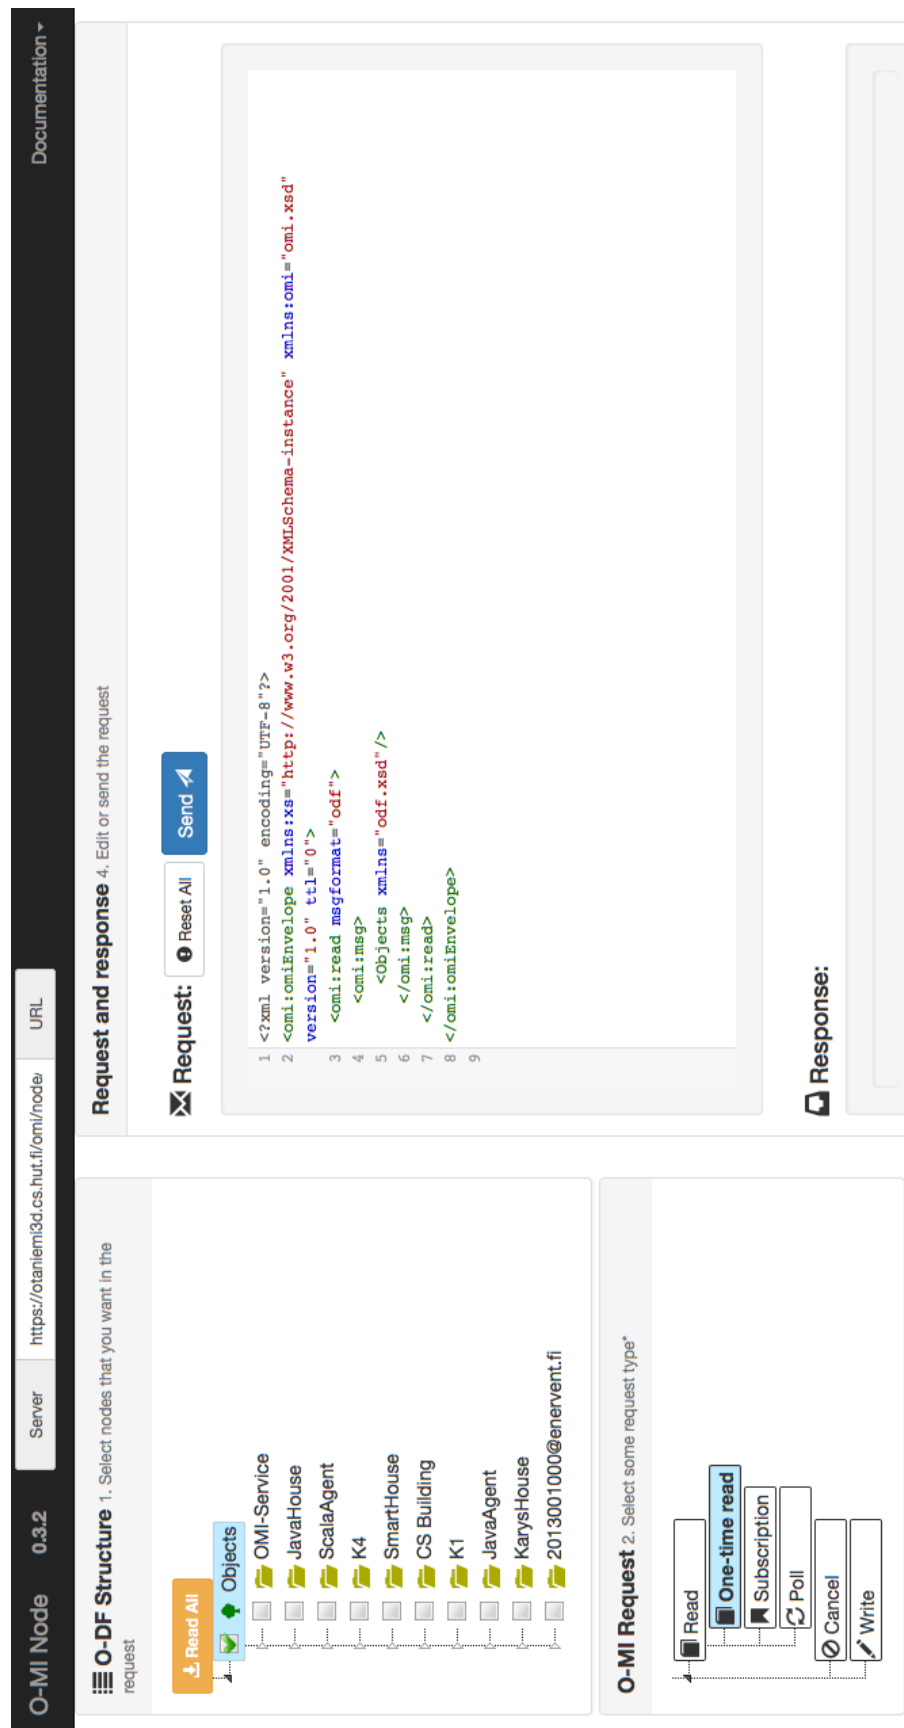 O-MI Node 0.3.2 Server https://otaniemi3d.cs.hut.fi/omi/node/ URL Documentation
O-DF Structure 1. Select nodes that you want in the
request
Read All
Objects
OMI-Service
JavaHouse
ScalaAgent
K4
SmartHouse
CS Building
K1
JavaAgent
KarysHouse
2013001000@enervent.fi
O-MI Request 2. Select some request type*
Read
One-time read
Subscription
Poll
Cancel
Write
Request and response 4. Edit or send the request
Request: Reset All Send
1 <?xml version="1.0" encoding="UTF-8"?>
2 <omi:omiEnvelope xmlns:xs="http://www.w3.org/2001/XMLSchema-instance" xmlns:omi="omi.xsd"
version="1.0" ttl="0">
3 <omi:read msgformat="odf">
4 <omi:msg>
5 <Objects xmlns="odf.xsd"/>
6 </omi:msg>
7 </omi:read>
8 </omi:omiEnvelope>
9
Response: